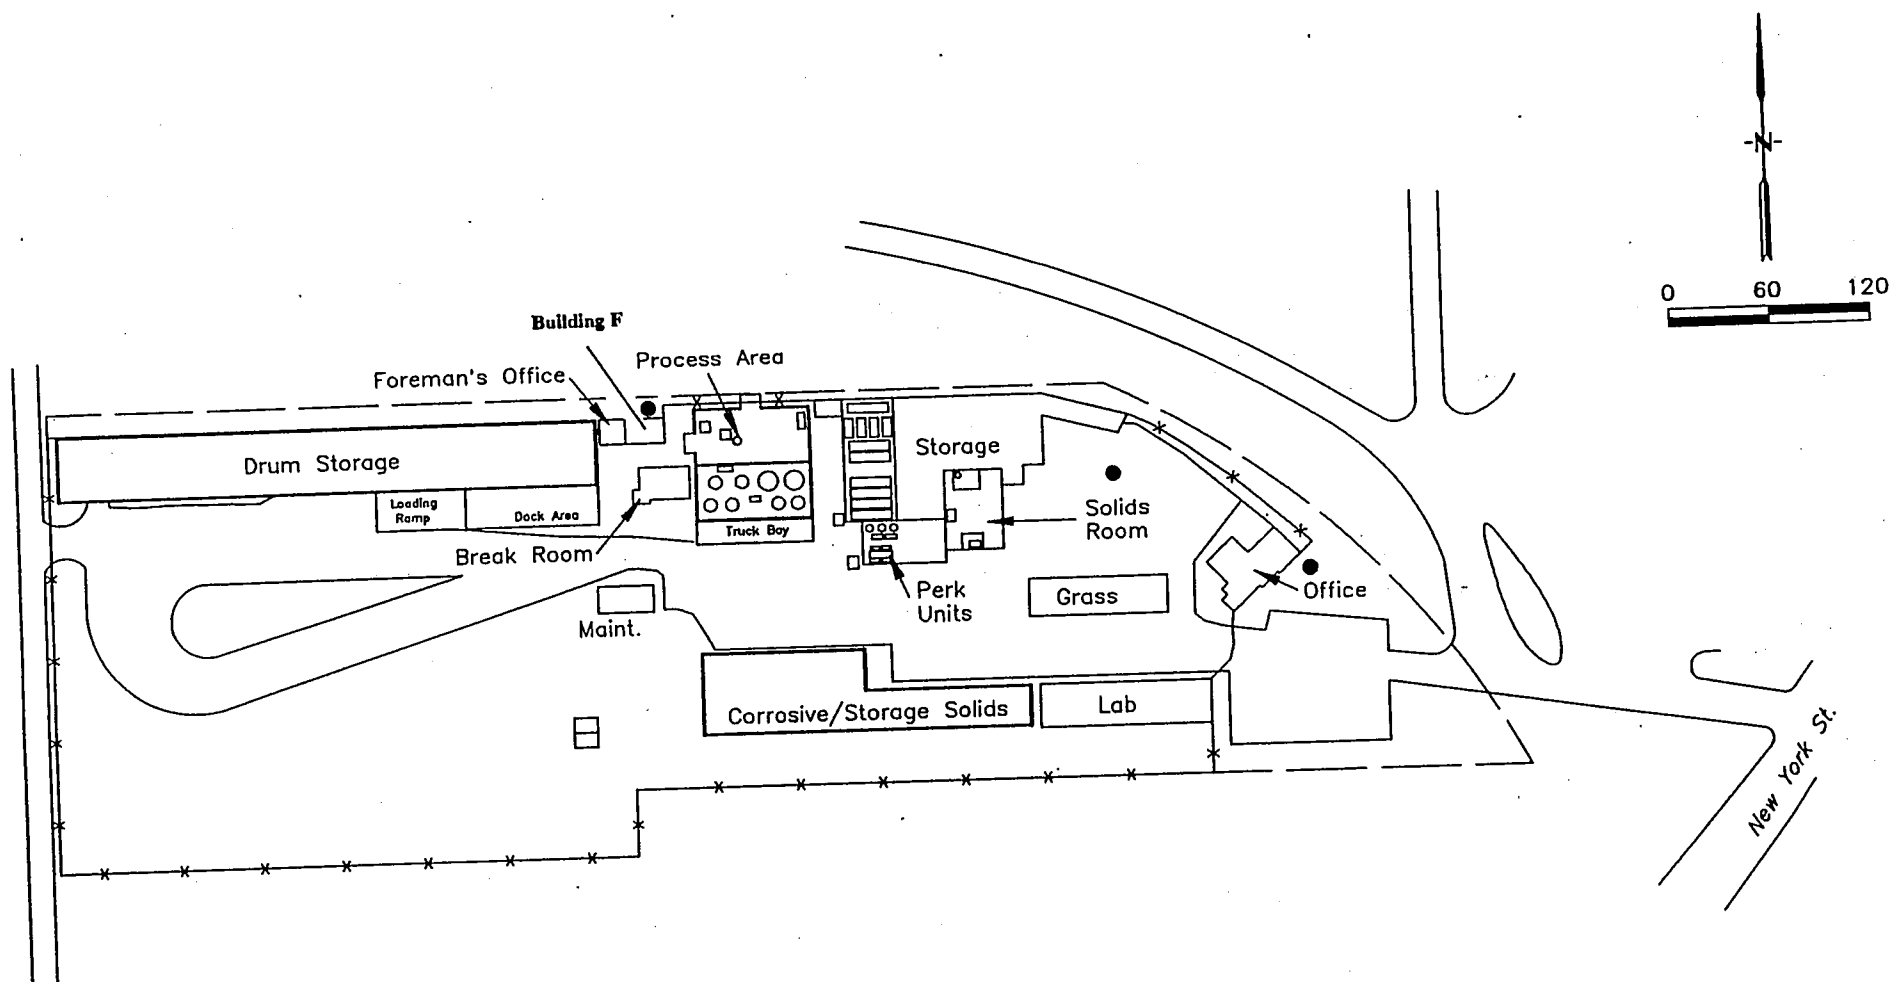 -N-
0 60 120
Building F
Process Area
Foreman's Office
Drum Storage
Storage
Loading
Ramp
Dock Area
Truck Bay
Break Room
Solids
Room
Perk
Units
Grass
Office
Maint.
Corrosive/Storage Solids
Lab
New York St.